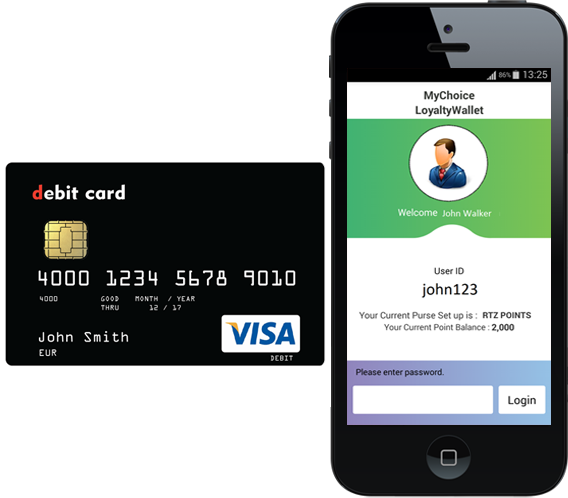 debit card
4000 1234 5678 9010
4000 GOOD MONTH / YEAR
THRU 12 / 17
John Smith
EUR
VISA
DEBIT
86% 13:25
MyChoice
LoyaltyWallet
Welcome John Walker
User ID
john123
Your Current Purse Set up is : RTZ POINTS
Your Current Point Balance : 2,000
Please enter password.
Login